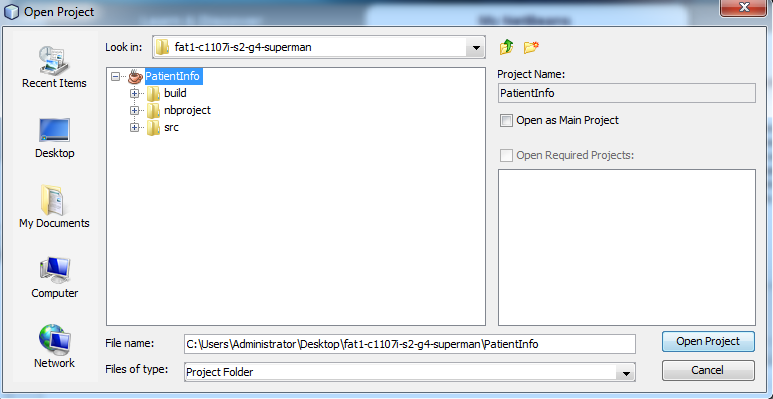 Open Project
My NetBeans
Look in:
fat1-c1107i-s2-g4-superman
Recent Items
Desktop
My Documents
Computer
Network
PatientInfo
build
nbproject
src
Project Name:
PatientInfo
Open as Main Project
Open Required Projects:
File name:
C:\Users\Administrator\Desktop\fat1-c1107i-s2-g4-superman\PatientInfo
Open Project
Files of type:
Project Folder
Cancel